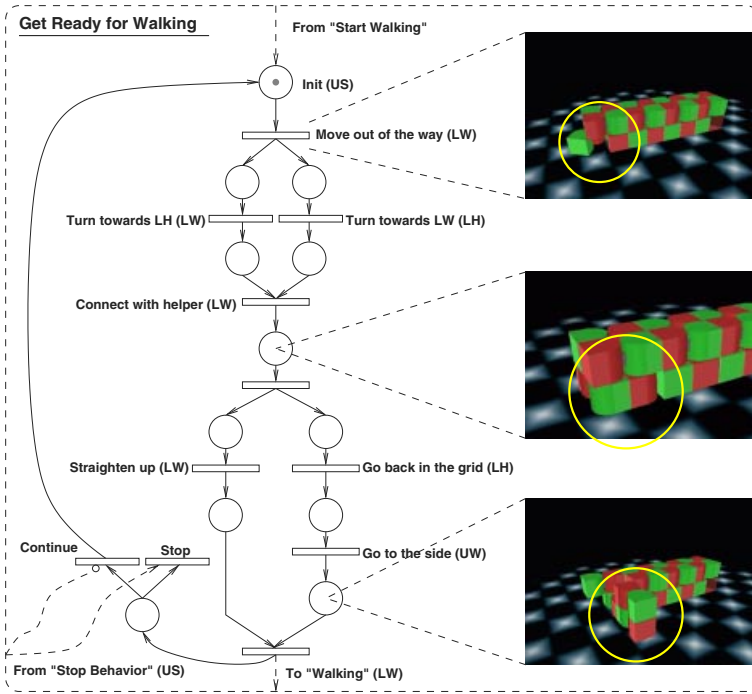 Get Ready for Walking
From "Start Walking"
Init (US)
Move out of the way (LW)
Turn towards LH (LW)
Turn towards LW (LH)
Connect with helper (LW)
Straighten up (LW)
Go back in the grid (LH)
Continue
Stop
Go to the side (UW)
From "Stop Behavior" (US)
To "Walking" (LW)